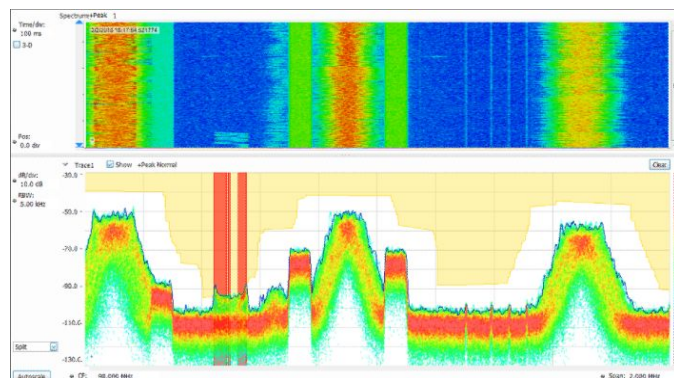 Spectrum+Peak 1
Time/div:
100 ms
3-D
Pos:
0.0 div
Trace1 Show +Peak Normal Clear
dB/div:
10.0 dB
RBW:
5.00 kHz
-30.0
-50.0
-70.0
-90.0
-110.0
-130.0
Split
Autoscale CF: 98.000 MHz Span: 2.000 MHz